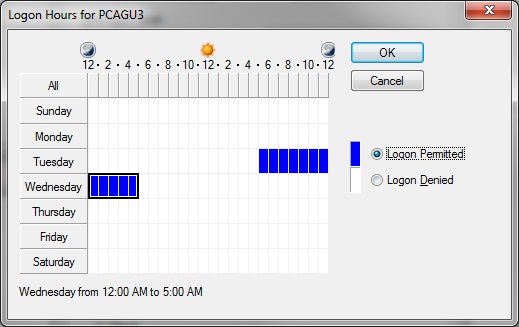 Logon Hours for PCAGU3
12 • 2 • 4 • 6 • 8 • 10 • 12 • 2 • 4 • 6 • 8 • 10 • 12
OK
Cancel
All
Sunday
Monday
Tuesday
Wednesday
Thursday
Friday
Saturday
Logon Permitted
Logon Denied
Wednesday from 12:00 AM to 5:00 AM